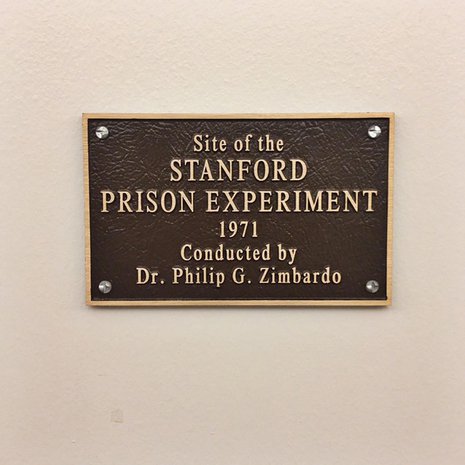 Site of the
STANFORD
PRISON EXPERIMENT
1971
Conducted by
Dr. Philip G. Zimbardo